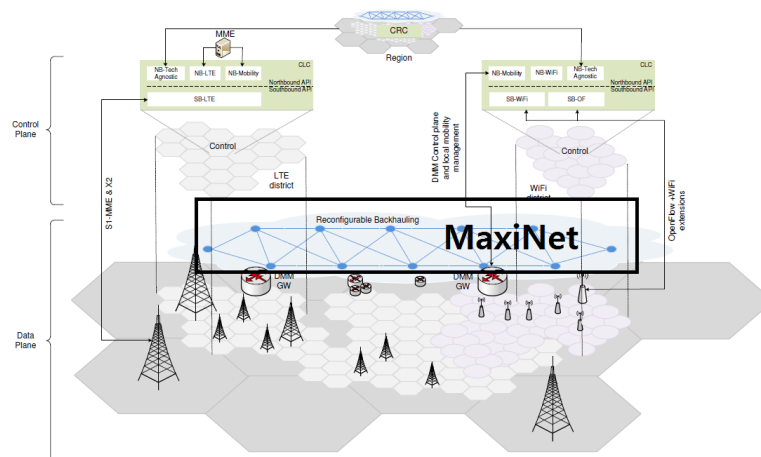 MME
CRC
Region
CLC
NB-Tech
Agnostic
NB-LTE
NB-Mobility
Northbound API
Southbound API
SB-LTE
CLC
NB-Mobility
NB-WiFi
NB-Tech
Agnostic
Northbound API
Southbound API
SB-WiFi
SB-OF
Control
Plane
Control
LTE
district
Control
WiFi
district
S1-MME & X2
DMM Control plane
and local mobility
management
OpenFlow +WiFi
extensions
Reconfigurable Backhauling
MaxiNet
DMM
GW
DMM
GW
Data
Plane